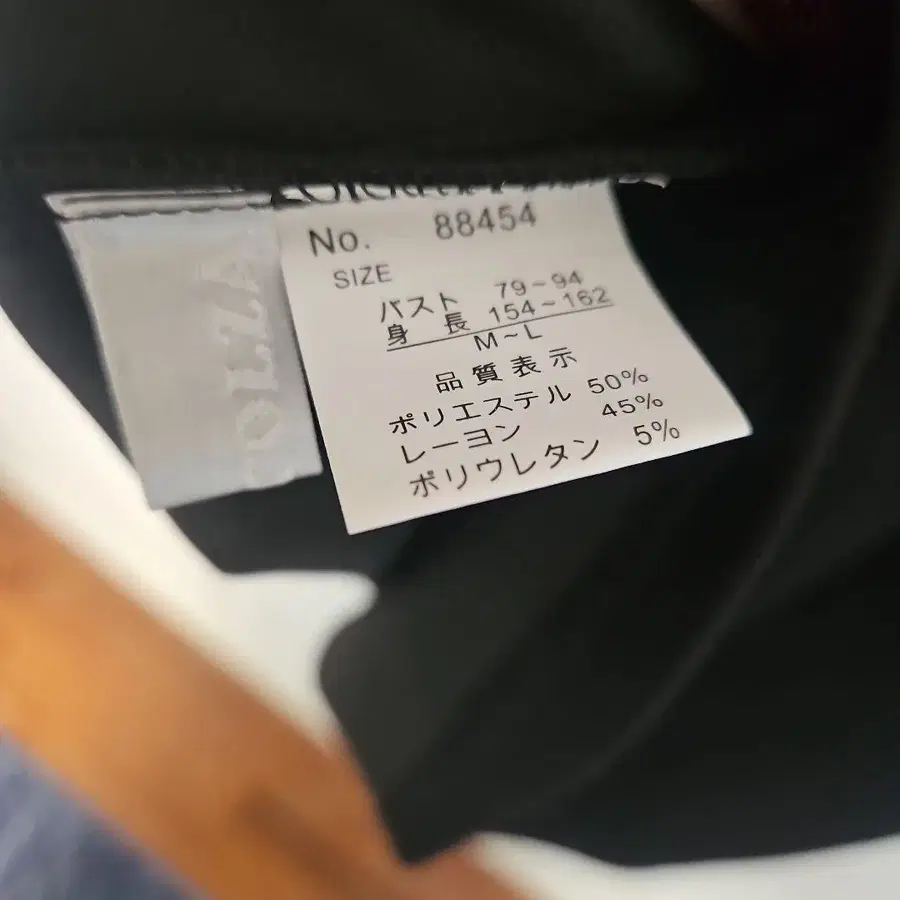 No. 88454
SIZE
バスト 79~94
身長 154~162
M~L
品質表示
ポリエステル 50%
レーヨン 45%
ポリウレタン 5%